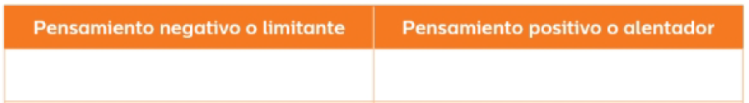 Pensamiento negativo o limitante
Pensamiento positivo o alentador